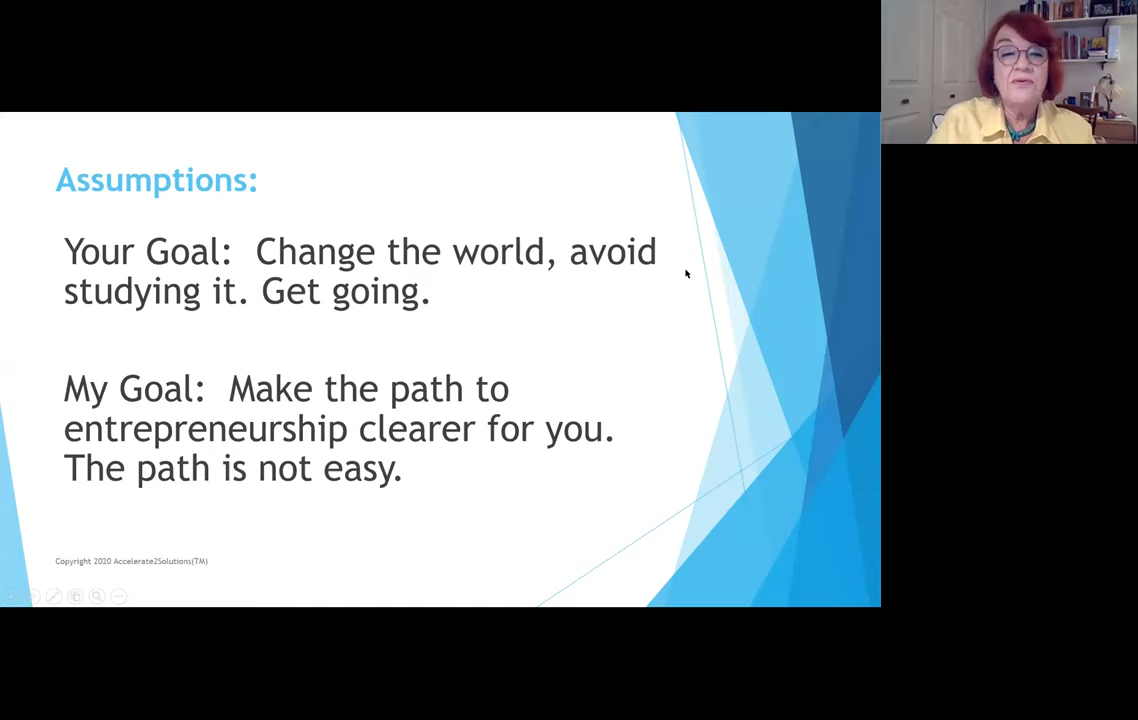 Assumptions:
Your Goal:  Change the world, avoid
studying it. Get going.
My Goal:  Make the path to
entrepreneurship clearer for you.
The path is not easy.
Copyright 2020 Accelerate2Solutions(TM)